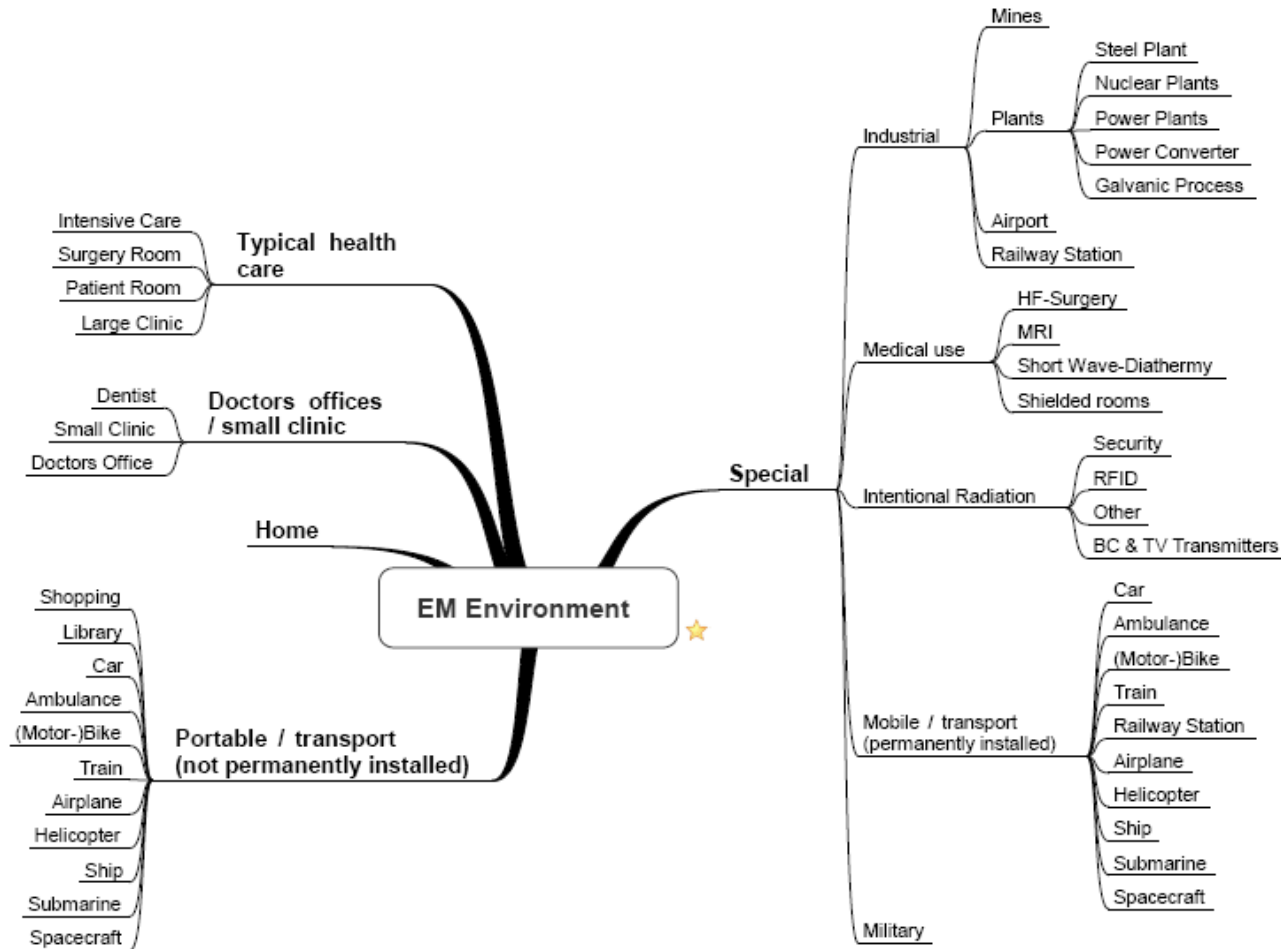 EM Environment
Typical health
care
Intensive Care
Surgery Room
Patient Room
Large Clinic
Doctors offices
/ small clinic
Dentist
Small Clinic
Doctors Office
Home
Portable / transport
(not permanently installed)
Shopping
Library
Car
Ambulance
(Motor-)Bike
Train
Airplane
Helicopter
Ship
Submarine
Spacecraft
Special
Industrial
Mines
Plants
Steel Plant
Nuclear Plants
Power Plants
Power Converter
Galvanic Process
Airport
Railway Station
Medical use
HF-Surgery
MRI
Short Wave-Diathermy
Shielded rooms
Intentional Radiation
Security
RFID
Other
BC & TV Transmitters
Mobile / transport
(permanently installed)
Car
Ambulance
(Motor-)Bike
Train
Railway Station
Airplane
Helicopter
Ship
Submarine
Spacecraft
Military